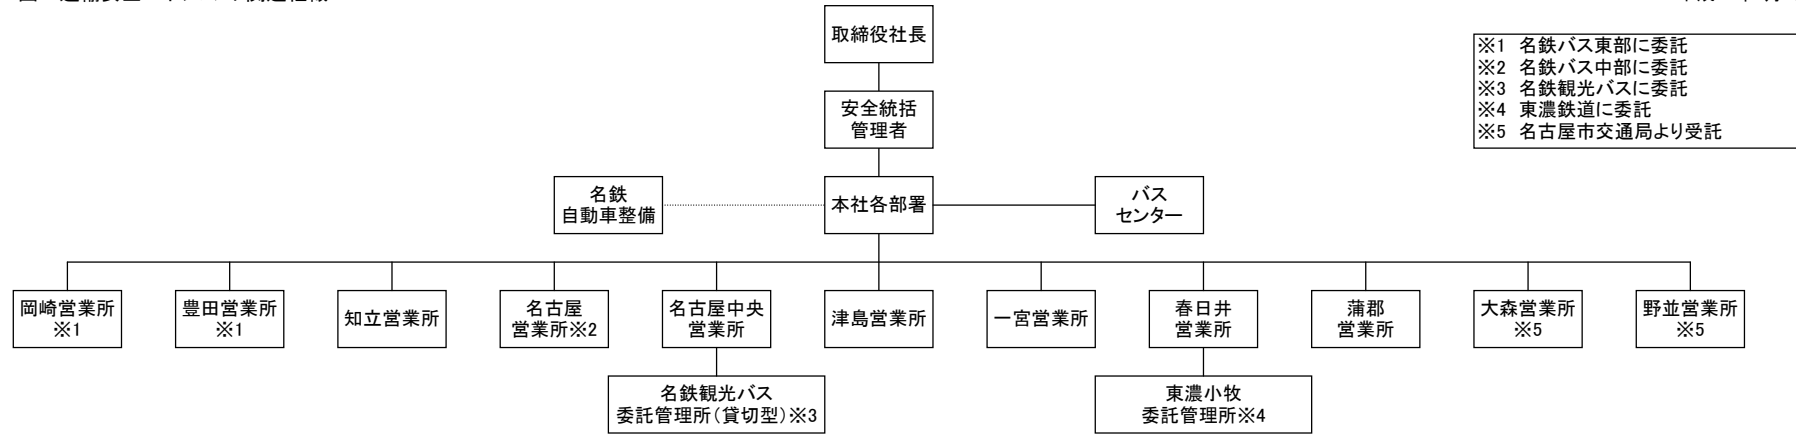 取締役社長
※1 名鉄バス東部に委託
※2 名鉄バス中部に委託
※3 名鉄観光バスに委託
※4 東濃鉄道に委託
※5 名古屋市交通局より受託
安全統括
管理者
名鉄
自動車整備
本社各部署
バス
センター
岡崎営業所
※1
豊田営業所
※1
知立営業所
名古屋
営業所※2
名古屋中央
営業所
津島営業所
一宮営業所
春日井
営業所
蒲郡
営業所
大森営業所
※5
野並営業所
※5
名鉄観光バス
委託管理所(貸切型)※3
東濃小牧
委託管理所※4